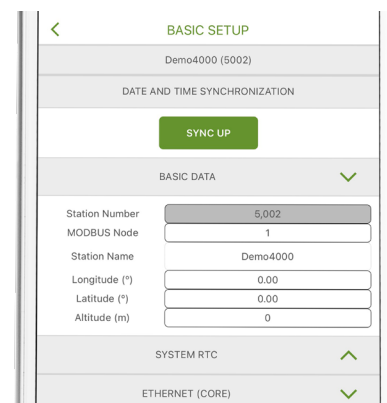 BASIC SETUP
Demo4000 (5002)
DATE AND TIME SYNCHRONIZATION
SYNC UP
BASIC DATA
Station Number 5,002
MODBUS Node 1
Station Name Demo4000
Longitude (º) 0.00
Latitude (º) 0.00
Altitude (m) 0
SYSTEM RTC
ETHERNET (CORE)